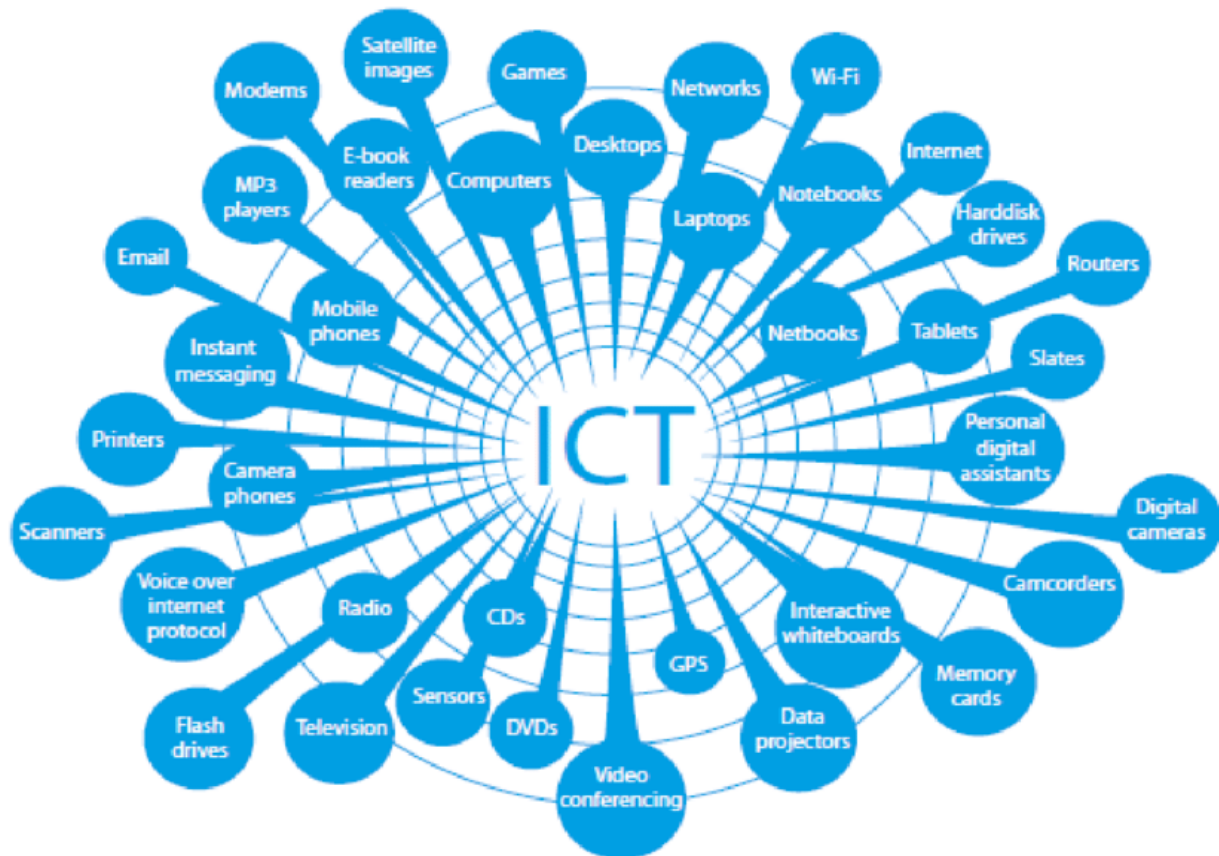 Satellite
images
Games
Networks
Wi-Fi
Modems
Desktops
Internet
E-book
readers
Computers
Notebooks
MP3
players
Laptops
Harddisk
drives
Email
Routers
Mobile
phones
Netbooks
Tablets
Instant
messaging
Slates
ICT
Printers
Personal
digital
assistants
Camera
phones
Scanners
Digital
cameras
Voice over
internet
protocol
Radio
CDs
Interactive
whiteboards
Camcorders
GPS
Memory
cards
Sensors
Flash
drives
Television
DVDs
Data
projectors
Video
conferencing